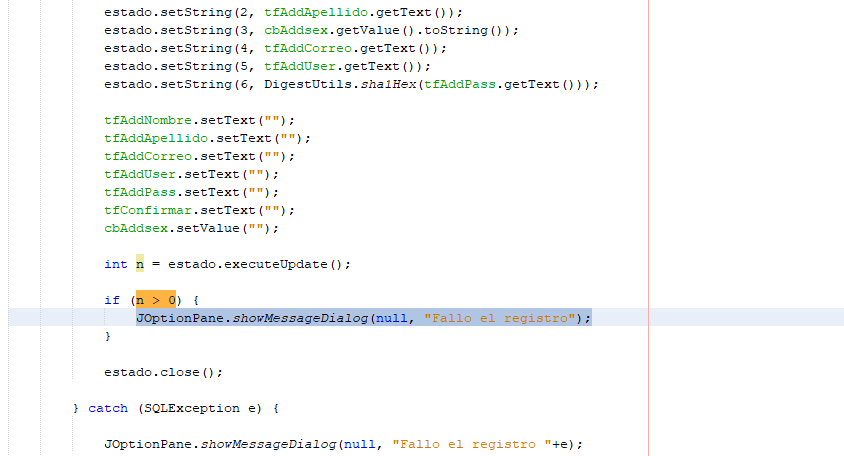 estado.setString(2, tfAddApellido.getText());
estado.setString(3, cbAddsex.getValue().toString());
estado.setString(4, tfAddCorreo.getText());
estado.setString(5, tfAddUser.getText());
estado.setString(6, DigestUtils.sha1Hex(tfAddPass.getText()));
tfAddNombre.setText("");
tfAddApellido.setText("");
tfAddCorreo.setText("");
tfAddUser.setText("");
tfAddPass.setText("");
tfConfirmar.setText("");
cbAddsex.setValue("");
int n = estado.executeUpdate();
if (n > 0) {
JOptionPane.showMessageDialog(null, "Fallo el registro");
}
estado.close();
} catch (SQLException e) {
JOptionPane.showMessageDialog(null, "Fallo el registro "+e);